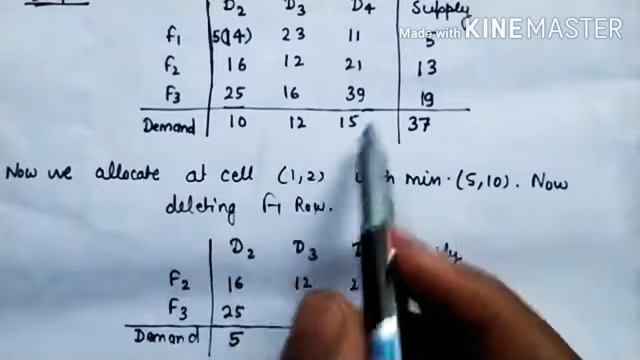 D2 D3 D4 Supply
Made with KINEMASTER
F1 5(14) 23 11 5
F2 16 12 21 13
F3 25 16 39 19
Demand 10 12 15 37
Now we allocate at cell (1,2) min. (5,10). Now
deleting F1 Row.
D2 D3
F2 16 12
F3 25
Demand 5